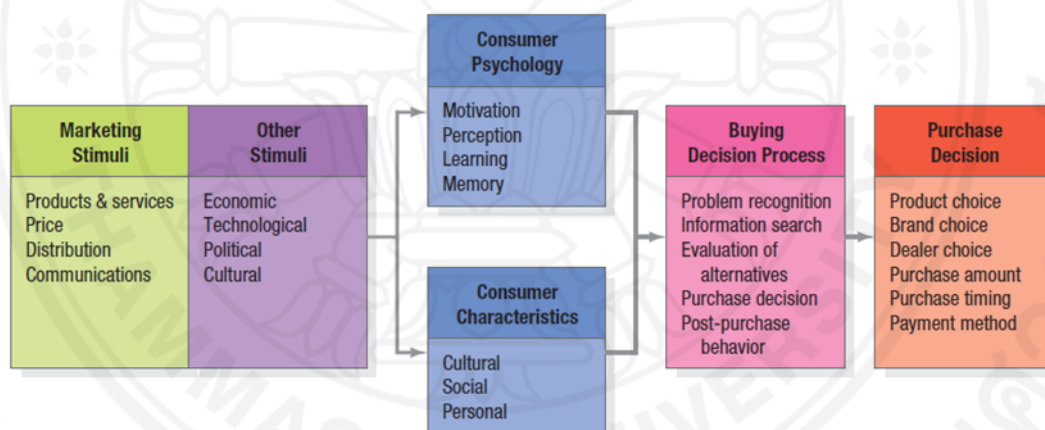 Marketing
Stimuli
Products & services
Price
Distribution
Communications
Other
Stimuli
Economic
Technological
Political
Cultural
Consumer
Psychology
Motivation
Perception
Learning
Memory
Consumer
Characteristics
Cultural
Social
Personal
Buying
Decision Process
Problem recognition
Information search
Evaluation of
alternatives
Purchase decision
Post-purchase
behavior
Purchase
Decision
Product choice
Brand choice
Dealer choice
Purchase amount
Purchase timing
Payment method